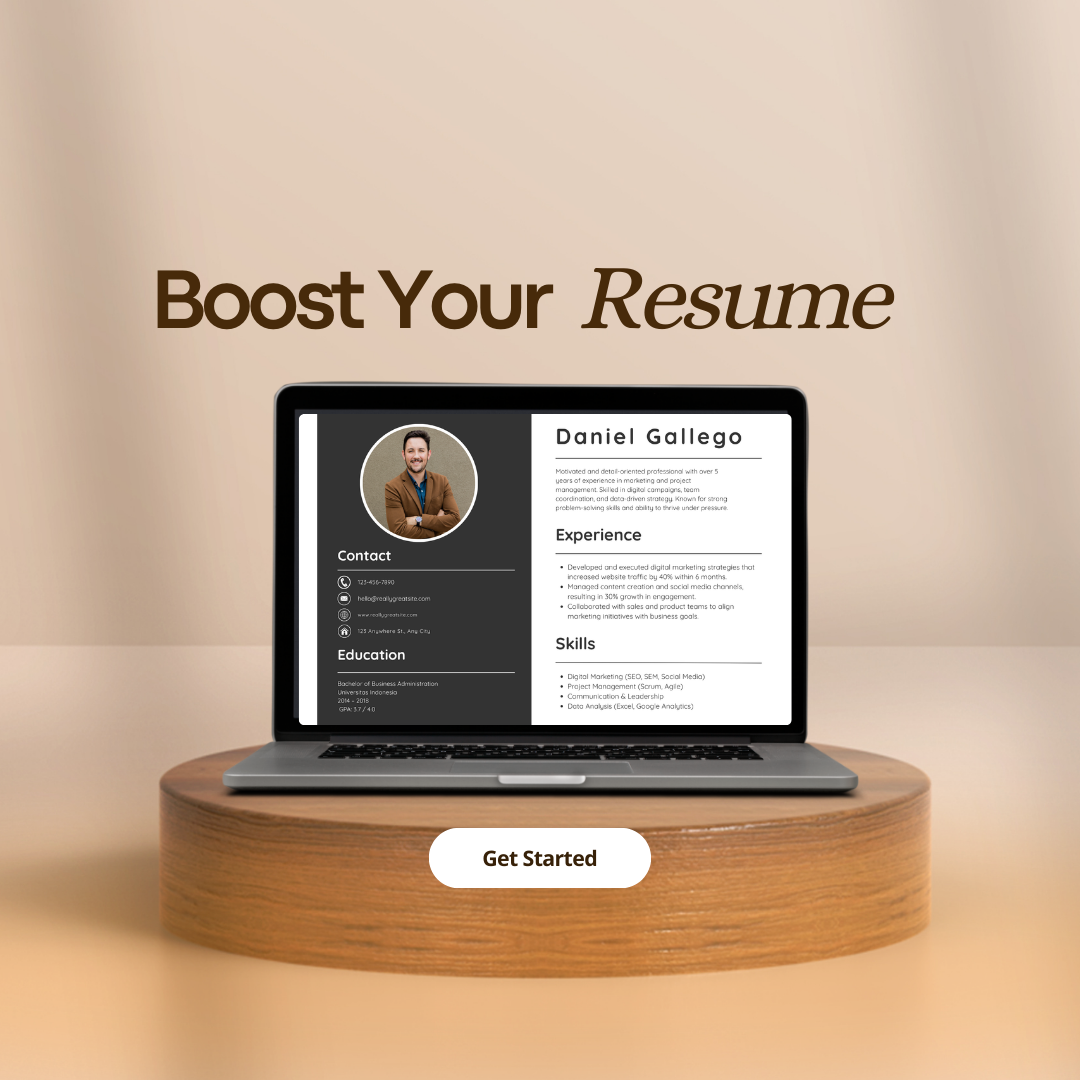 Boost Your Resume
Contact
123-456-7890
hello@reallygreatsite.com
www.reallygreatsite.com
123 Anywhere St., Any City
Education
Bachelor of Business Administration
Universitas Indonesia
2014 – 2018
GPA: 3.7 / 4.0
Daniel Gallego
Motivated and detail-oriented professional with over 5
years of experience in marketing and project
management. Skilled in digital campaigns, team
coordination, and data-driven strategy. Known for strong
problem-solving skills and ability to thrive under pressure.
Experience
• Developed and executed digital marketing strategies that
increased website traffic by 40% within 6 months.
• Managed content creation and social media channels,
resulting in 30% growth in engagement.
• Collaborated with sales and product teams to align
marketing initiatives with business goals
Skills
• Digital Marketing (SEO, SEM, Social Media)
• Project Management (Scrum, Agile)
• Communication & Leadership
• Data Analysis (Excel, Google Analytics)
Get Started